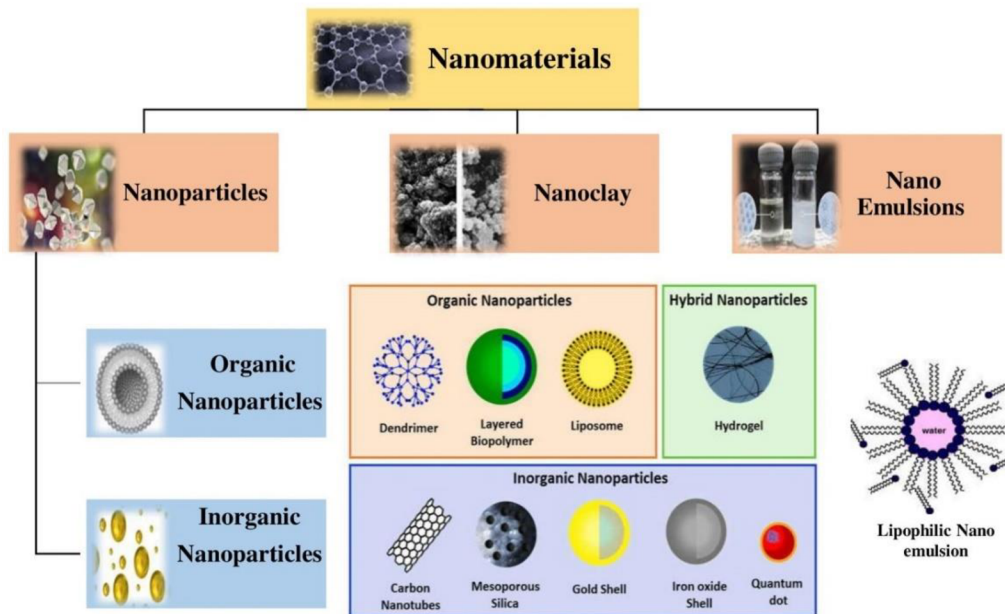 Nanomaterials
Nanoparticles
Nanoclay
Nano
Emulsions
Organic
Nanoparticles
Inorganic
Nanoparticles
Organic Nanoparticles
Dendrimer
Layered
Biopolymer
Liposome
Hybrid Nanoparticles
Hydrogel
Inorganic Nanoparticles
Carbon
Nanotubes
Mesoporous
Silica
Gold Shell
Iron oxide
Shell
Quantum
dot
water
Lipophilic Nano
emulsion